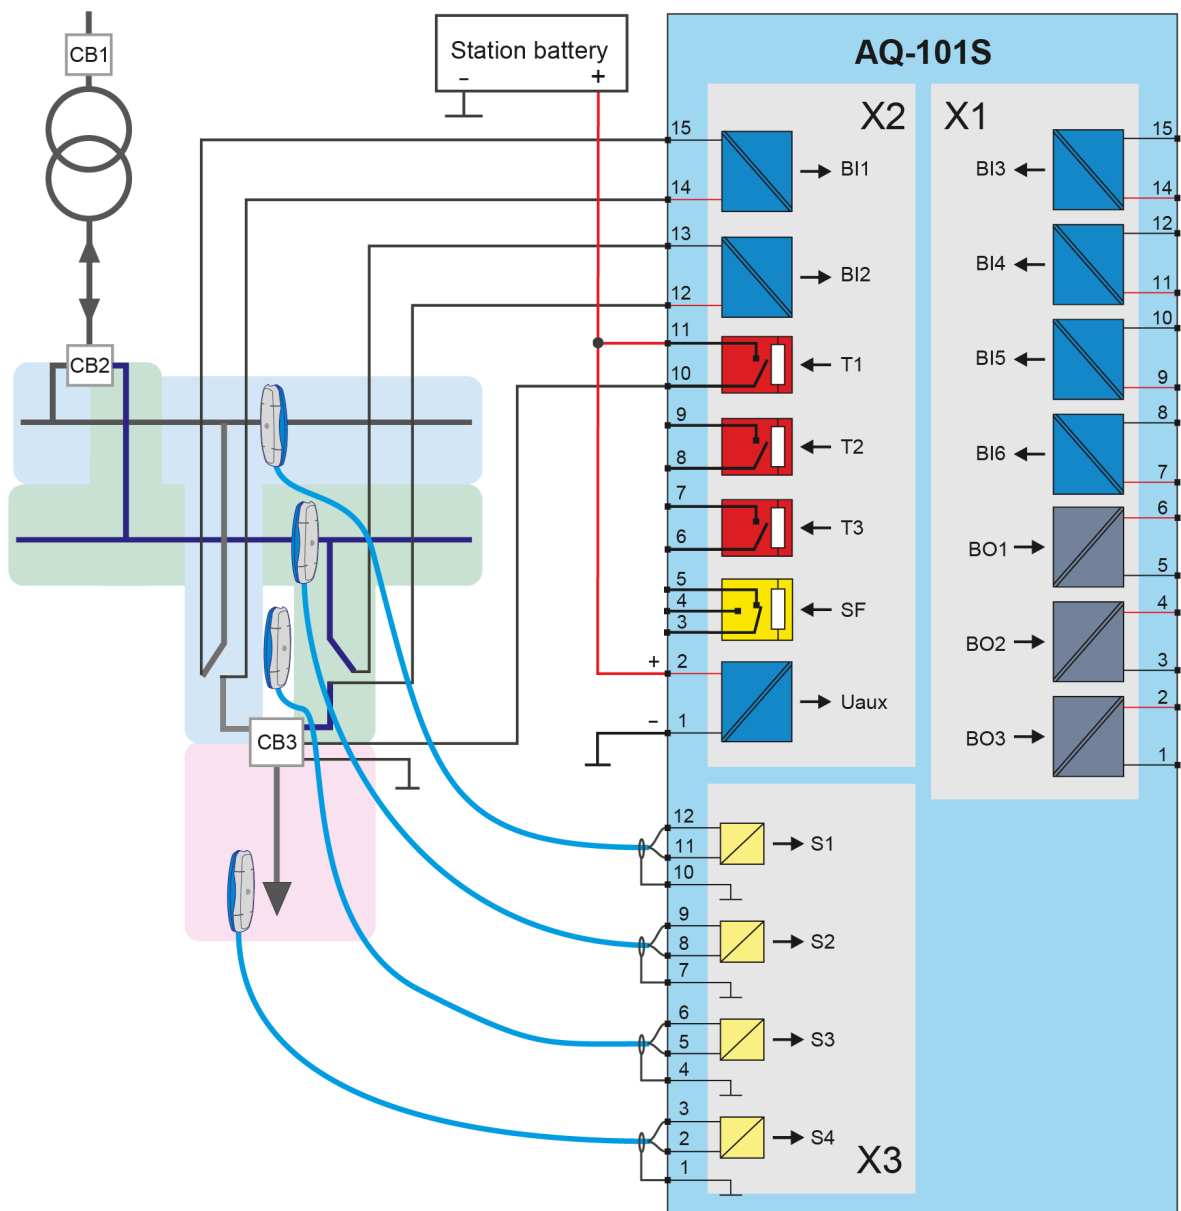 CB1
Station battery
- +
AQ-101S
X2
X1
15
BI1
14
13
BI2
12
11
T1
10
9
T2
8
7
T3
6
5
4
SF
3
+
2
Uaux
−
1
15
BI3
14
12
BI4
11
10
BI5
9
8
BI6
7
6
BO1
5
4
BO2
3
2
BO3
1
CB2
CB3
12
S1
11
10
9
S2
8
7
6
S3
5
4
3
S4
2
1
X3